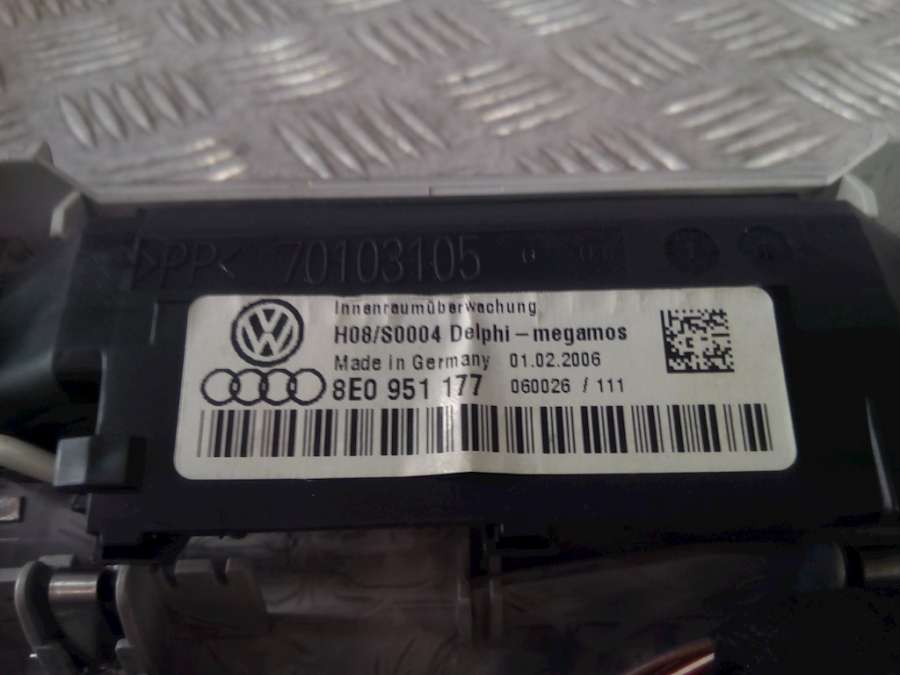 >PP< 70103105
Innenraumüberwachung
H08/S0004 Delphi-megamos
Made in Germany 01.02.2006
8E0 951 177 060026 / 111